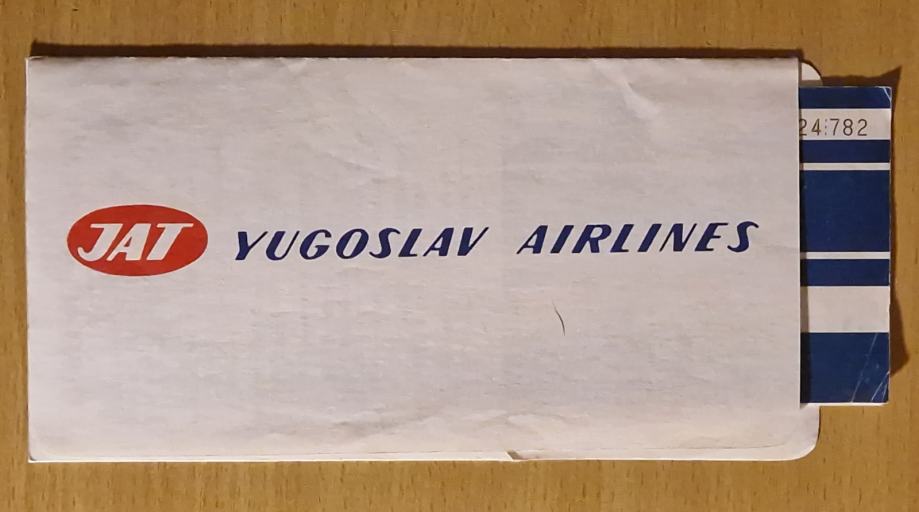 24:782
JAT YUGOSLAV AIRLINES